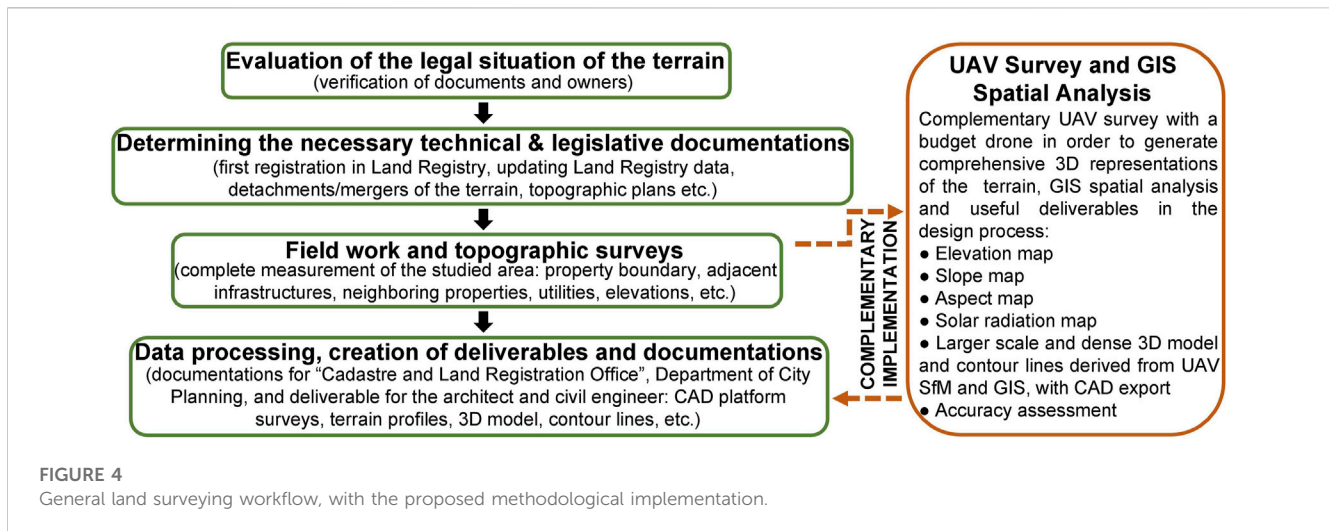 Evaluation of the legal situation of the terrain
(verification of documents and owners)
Determining the necessary technical & legislative documentations
(first registration in Land Registry, updating Land Registry data,
detachments/mergers of the terrain, topographic plans etc.)
Field work and topographic surveys
(complete measurement of the studied area: property boundary, adjacent
infrastructures, neighboring properties, utilities, elevations, etc.)
Data processing, creation of deliverables and documentations
(documentations for “Cadastre and Land Registration Office”, Department of City
Planning, and deliverable for the architect and civil engineer: CAD platform
surveys, terrain profiles, 3D model, contour lines, etc.)
COMPLEMENTARY
IMPLEMENTATION
UAV Survey and GIS
Spatial Analysis
Complementary UAV survey with a
budget drone in order to generate
comprehensive 3D representations
of the terrain, GIS spatial analysis
and useful deliverables in the
design process:
● Elevation map
● Slope map
● Aspect map
● Solar radiation map
● Larger scale and dense 3D model
and contour lines derived from UAV
SfM and GIS, with CAD export
● Accuracy assessment
FIGURE 4
General land surveying workflow, with the proposed methodological implementation.